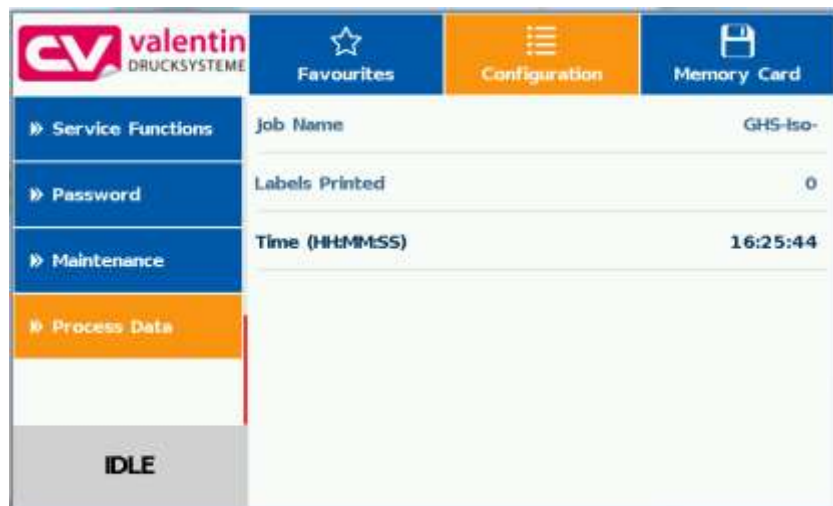 CV valentin
DRUCKSYSTEME
Favourites
Configuration
Memory Card
» Service Functions
» Password
» Maintenance
» Process Data
IDLE
Job Name GHS-Iso-
Labels Printed 0
Time (HH:MM:SS) 16:25:44